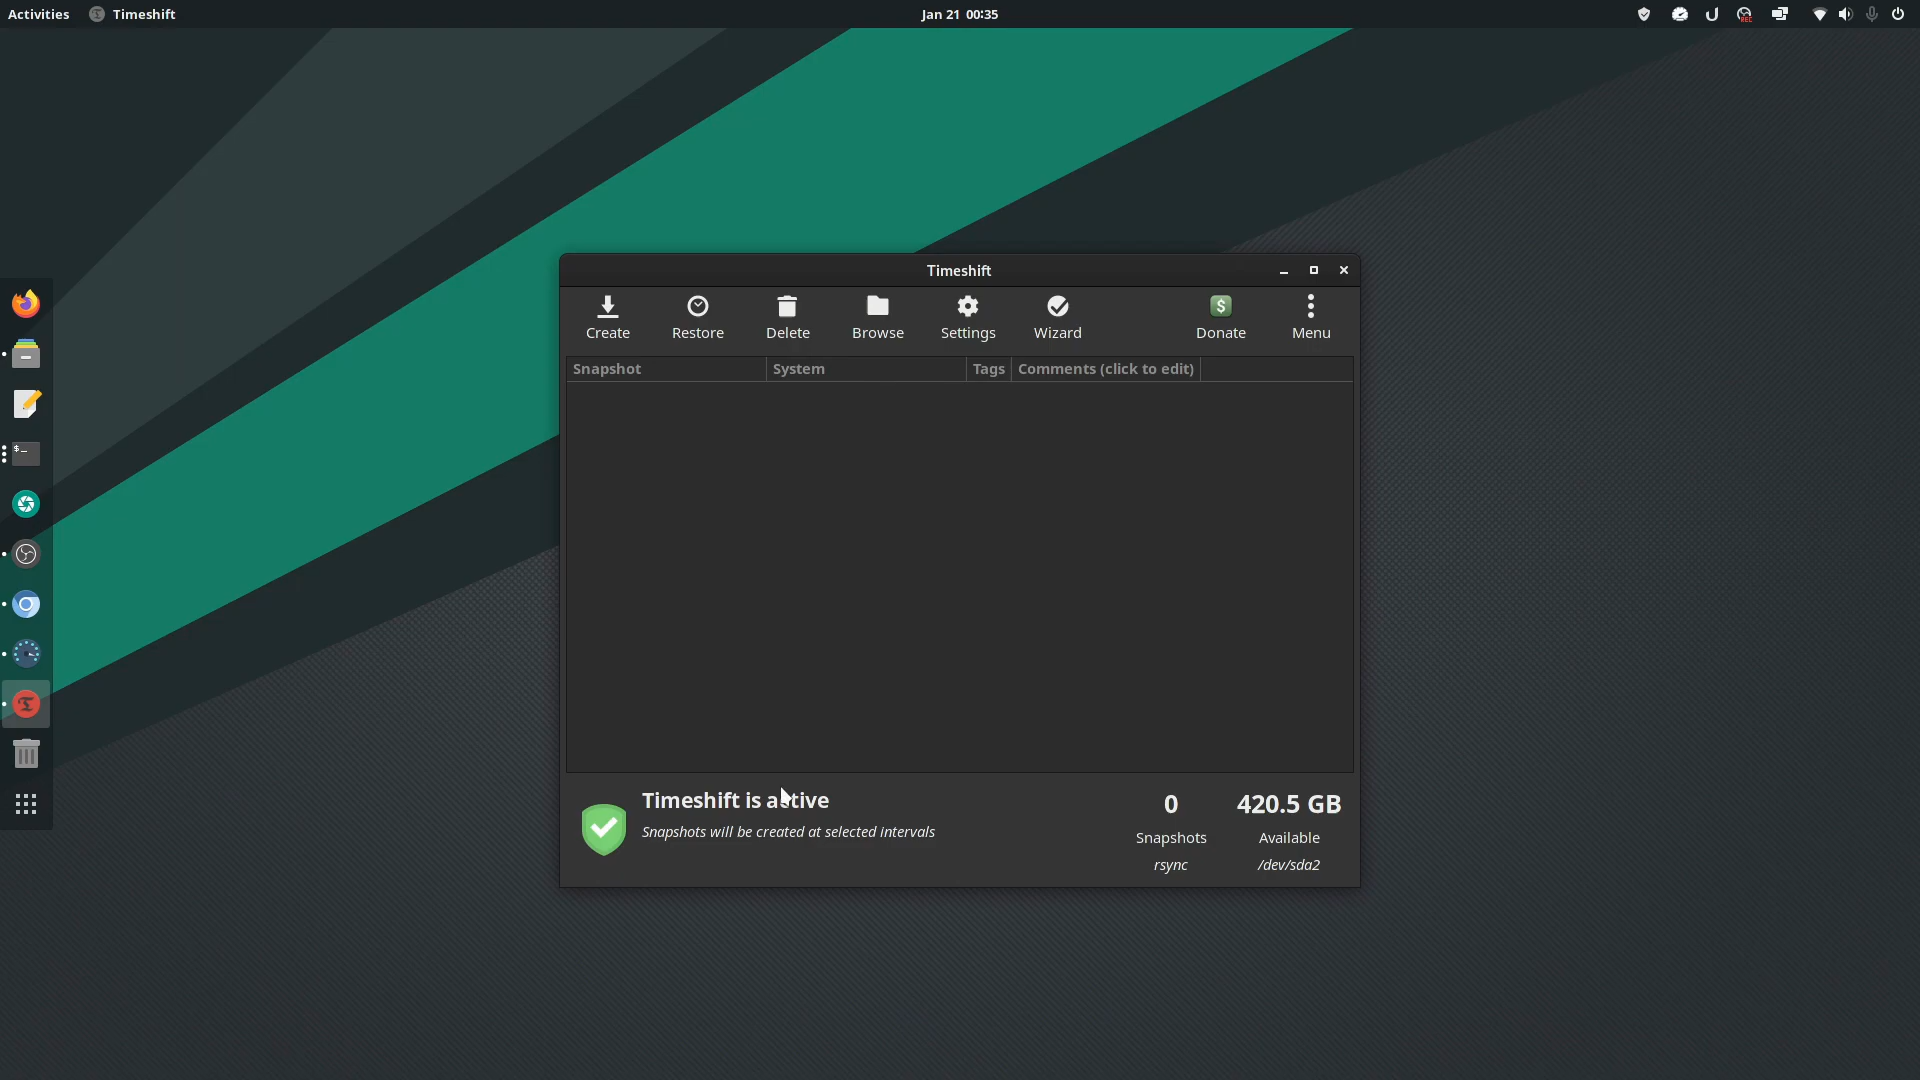 Activities
Timeshift
Jan 21 00:35
REC
Timeshift
Create
Restore
Delete
Browse
Settings
Wizard
$
Donate
Menu
Snapshot
System
Tags
Comments (click to edit)
$_
Timeshift is active
Snapshots will be created at selected intervals
0
Snapshots
rsync
420.5 GB
Available
/dev/sda2